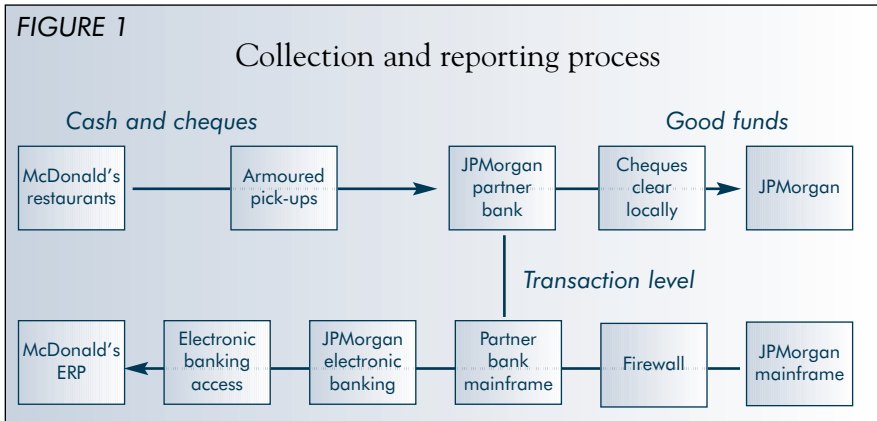 FIGURE 1
Collection and reporting process
Cash and cheques
Good funds
McDonald's
restaurants
Armoured
pick-ups
JPMorgan
partner
bank
Cheques
clear
locally
JPMorgan
Transaction level
McDonald's
ERP
Electronic
banking
access
JPMorgan
electronic
banking
Partner
bank
mainframe
Firewall
JPMorgan
mainframe